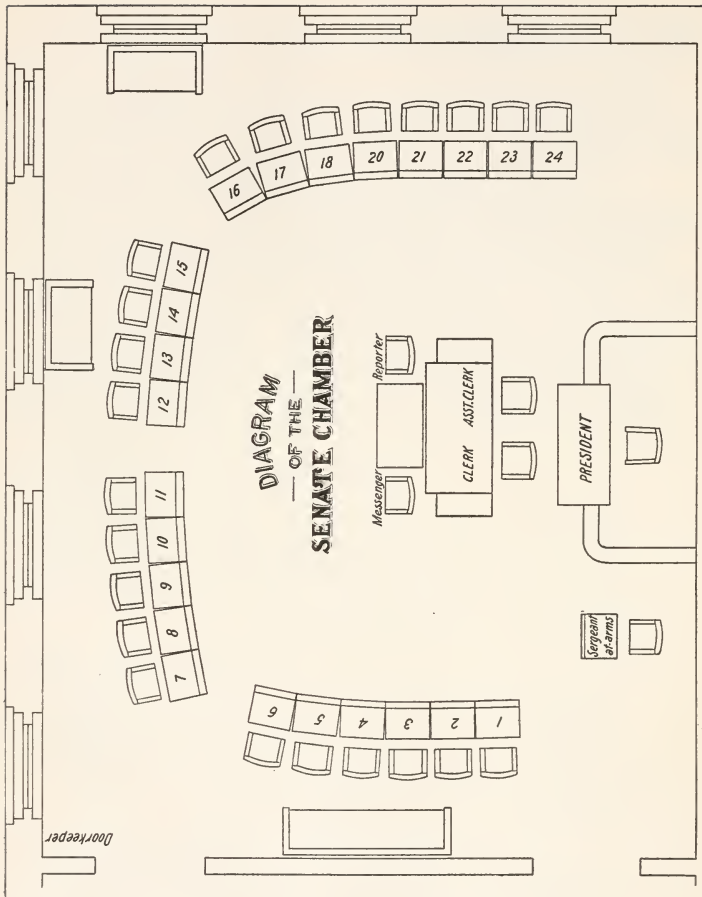 DIAGRAM
OF THE
SENATE CHAMBER
16
17
18
20
21
22
23
24
15
14
13
12
11
10
9
8
7
6
5
4
3
2
1
Messenger
Reporter
CLERK
ASST. CLERK
PRESIDENT
Sergeant
at-arms
Doorkeeper